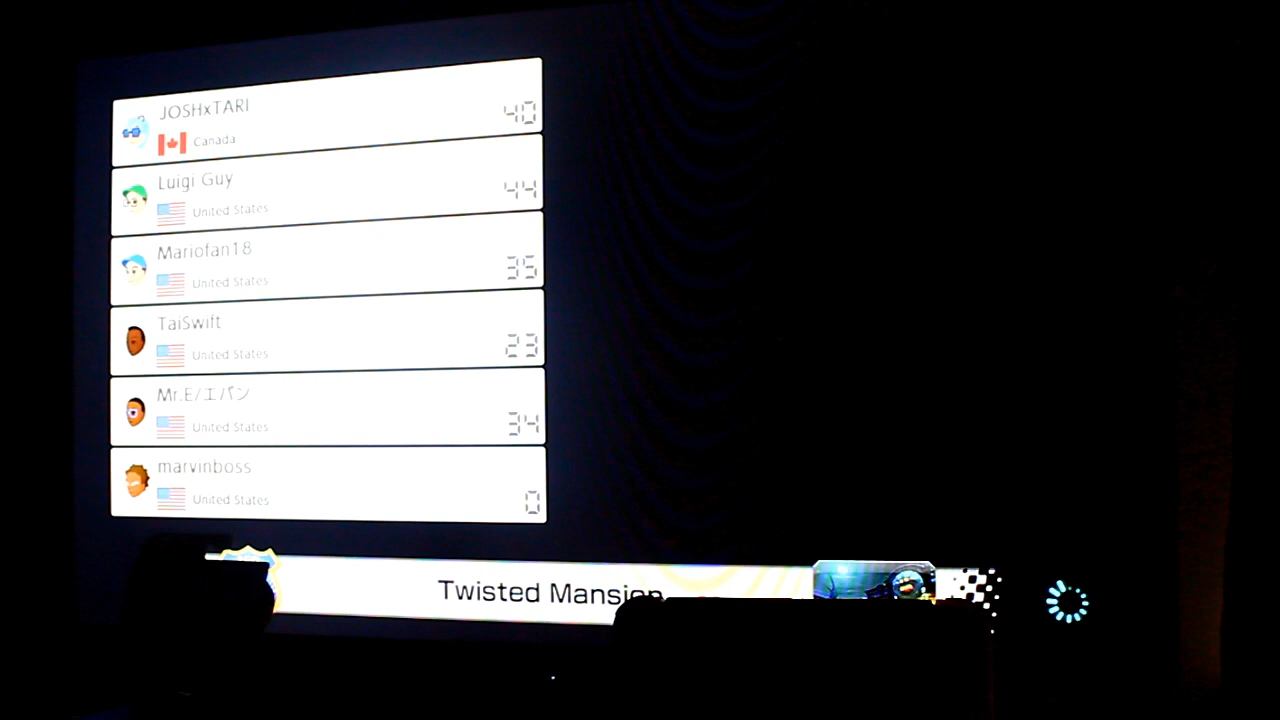 JOSHxTARI
Canada
40
Luigi Guy
United States
44
Mariofan18
United States
35
TaiSwift
United States
23
Mr.E/エバン
United States
34
marvinboss
United States
0
Twisted Mansion